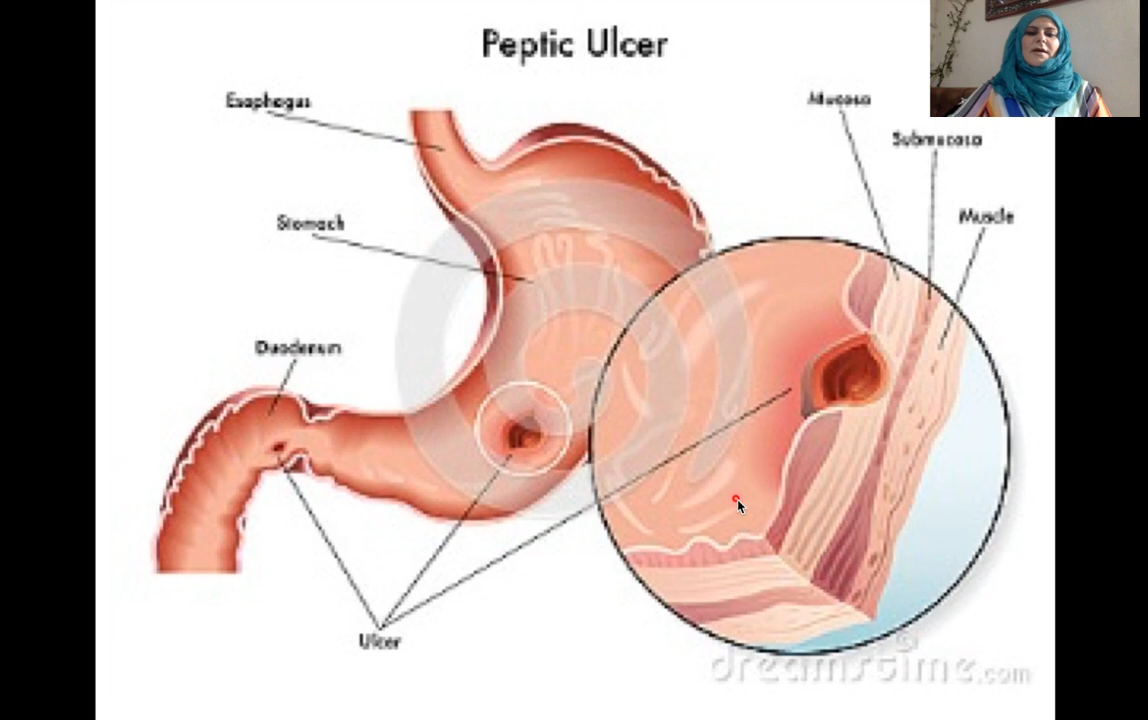 Peptic Ulcer
Esophagus
Mucosa
Submucosa
Stomach
Muscle
Duodenum
Ulcer
dreamstime.com